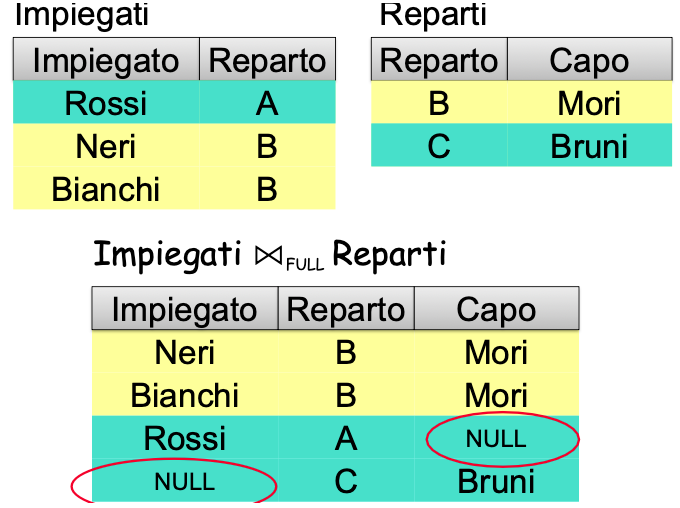 Impiegati
Reparti
Impiegato Reparto
Rossi A
Neri B
Bianchi B
Reparto Capo
B Mori
C Bruni
Impiegati ⋈FULL Reparti
Impiegato Reparto Capo
Neri B Mori
Bianchi B Mori
Rossi A NULL
NULL C Bruni